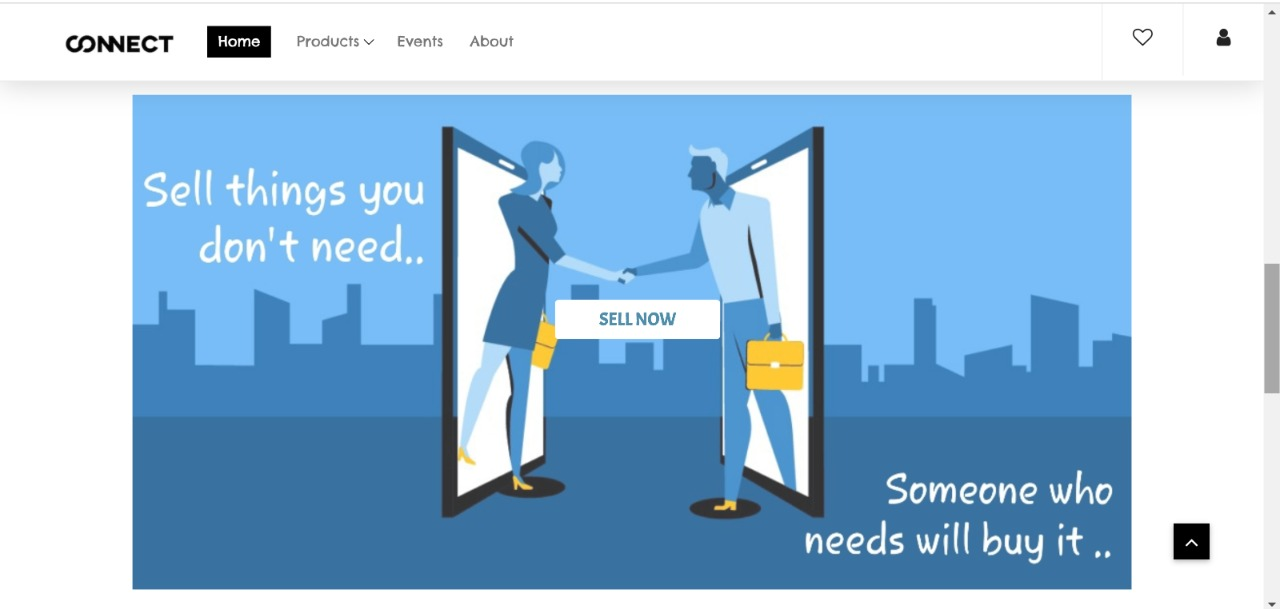 CONNECT Home Products Events About
Sell things you
don't need..
SELL NOW
Someone who
needs will buy it ..